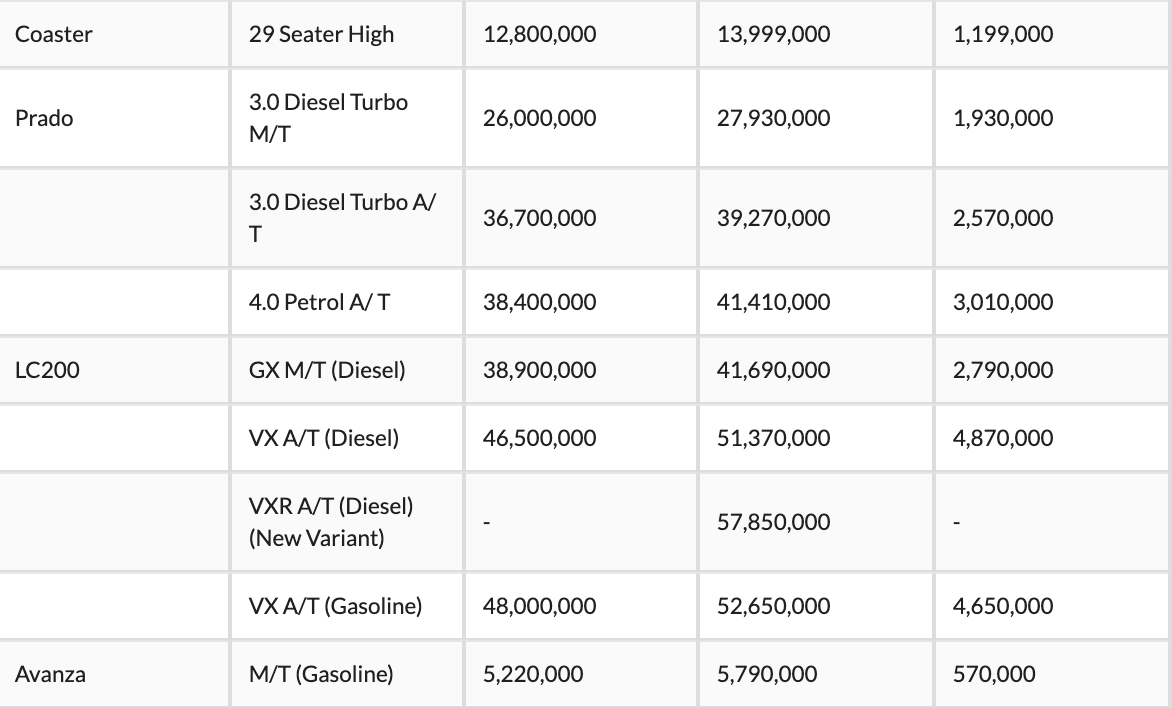 Coaster 29 Seater High 12,800,000 13,999,000 1,199,000
Prado 3.0 Diesel Turbo M/T 26,000,000 27,930,000 1,930,000
3.0 Diesel Turbo A/ T 36,700,000 39,270,000 2,570,000
4.0 Petrol A/ T 38,400,000 41,410,000 3,010,000
LC200 GX M/T (Diesel) 38,900,000 41,690,000 2,790,000
VX A/T (Diesel) 46,500,000 51,370,000 4,870,000
VXR A/T (Diesel) (New Variant) - 57,850,000 -
VX A/T (Gasoline) 48,000,000 52,650,000 4,650,000
Avanza M/T (Gasoline) 5,220,000 5,790,000 570,000